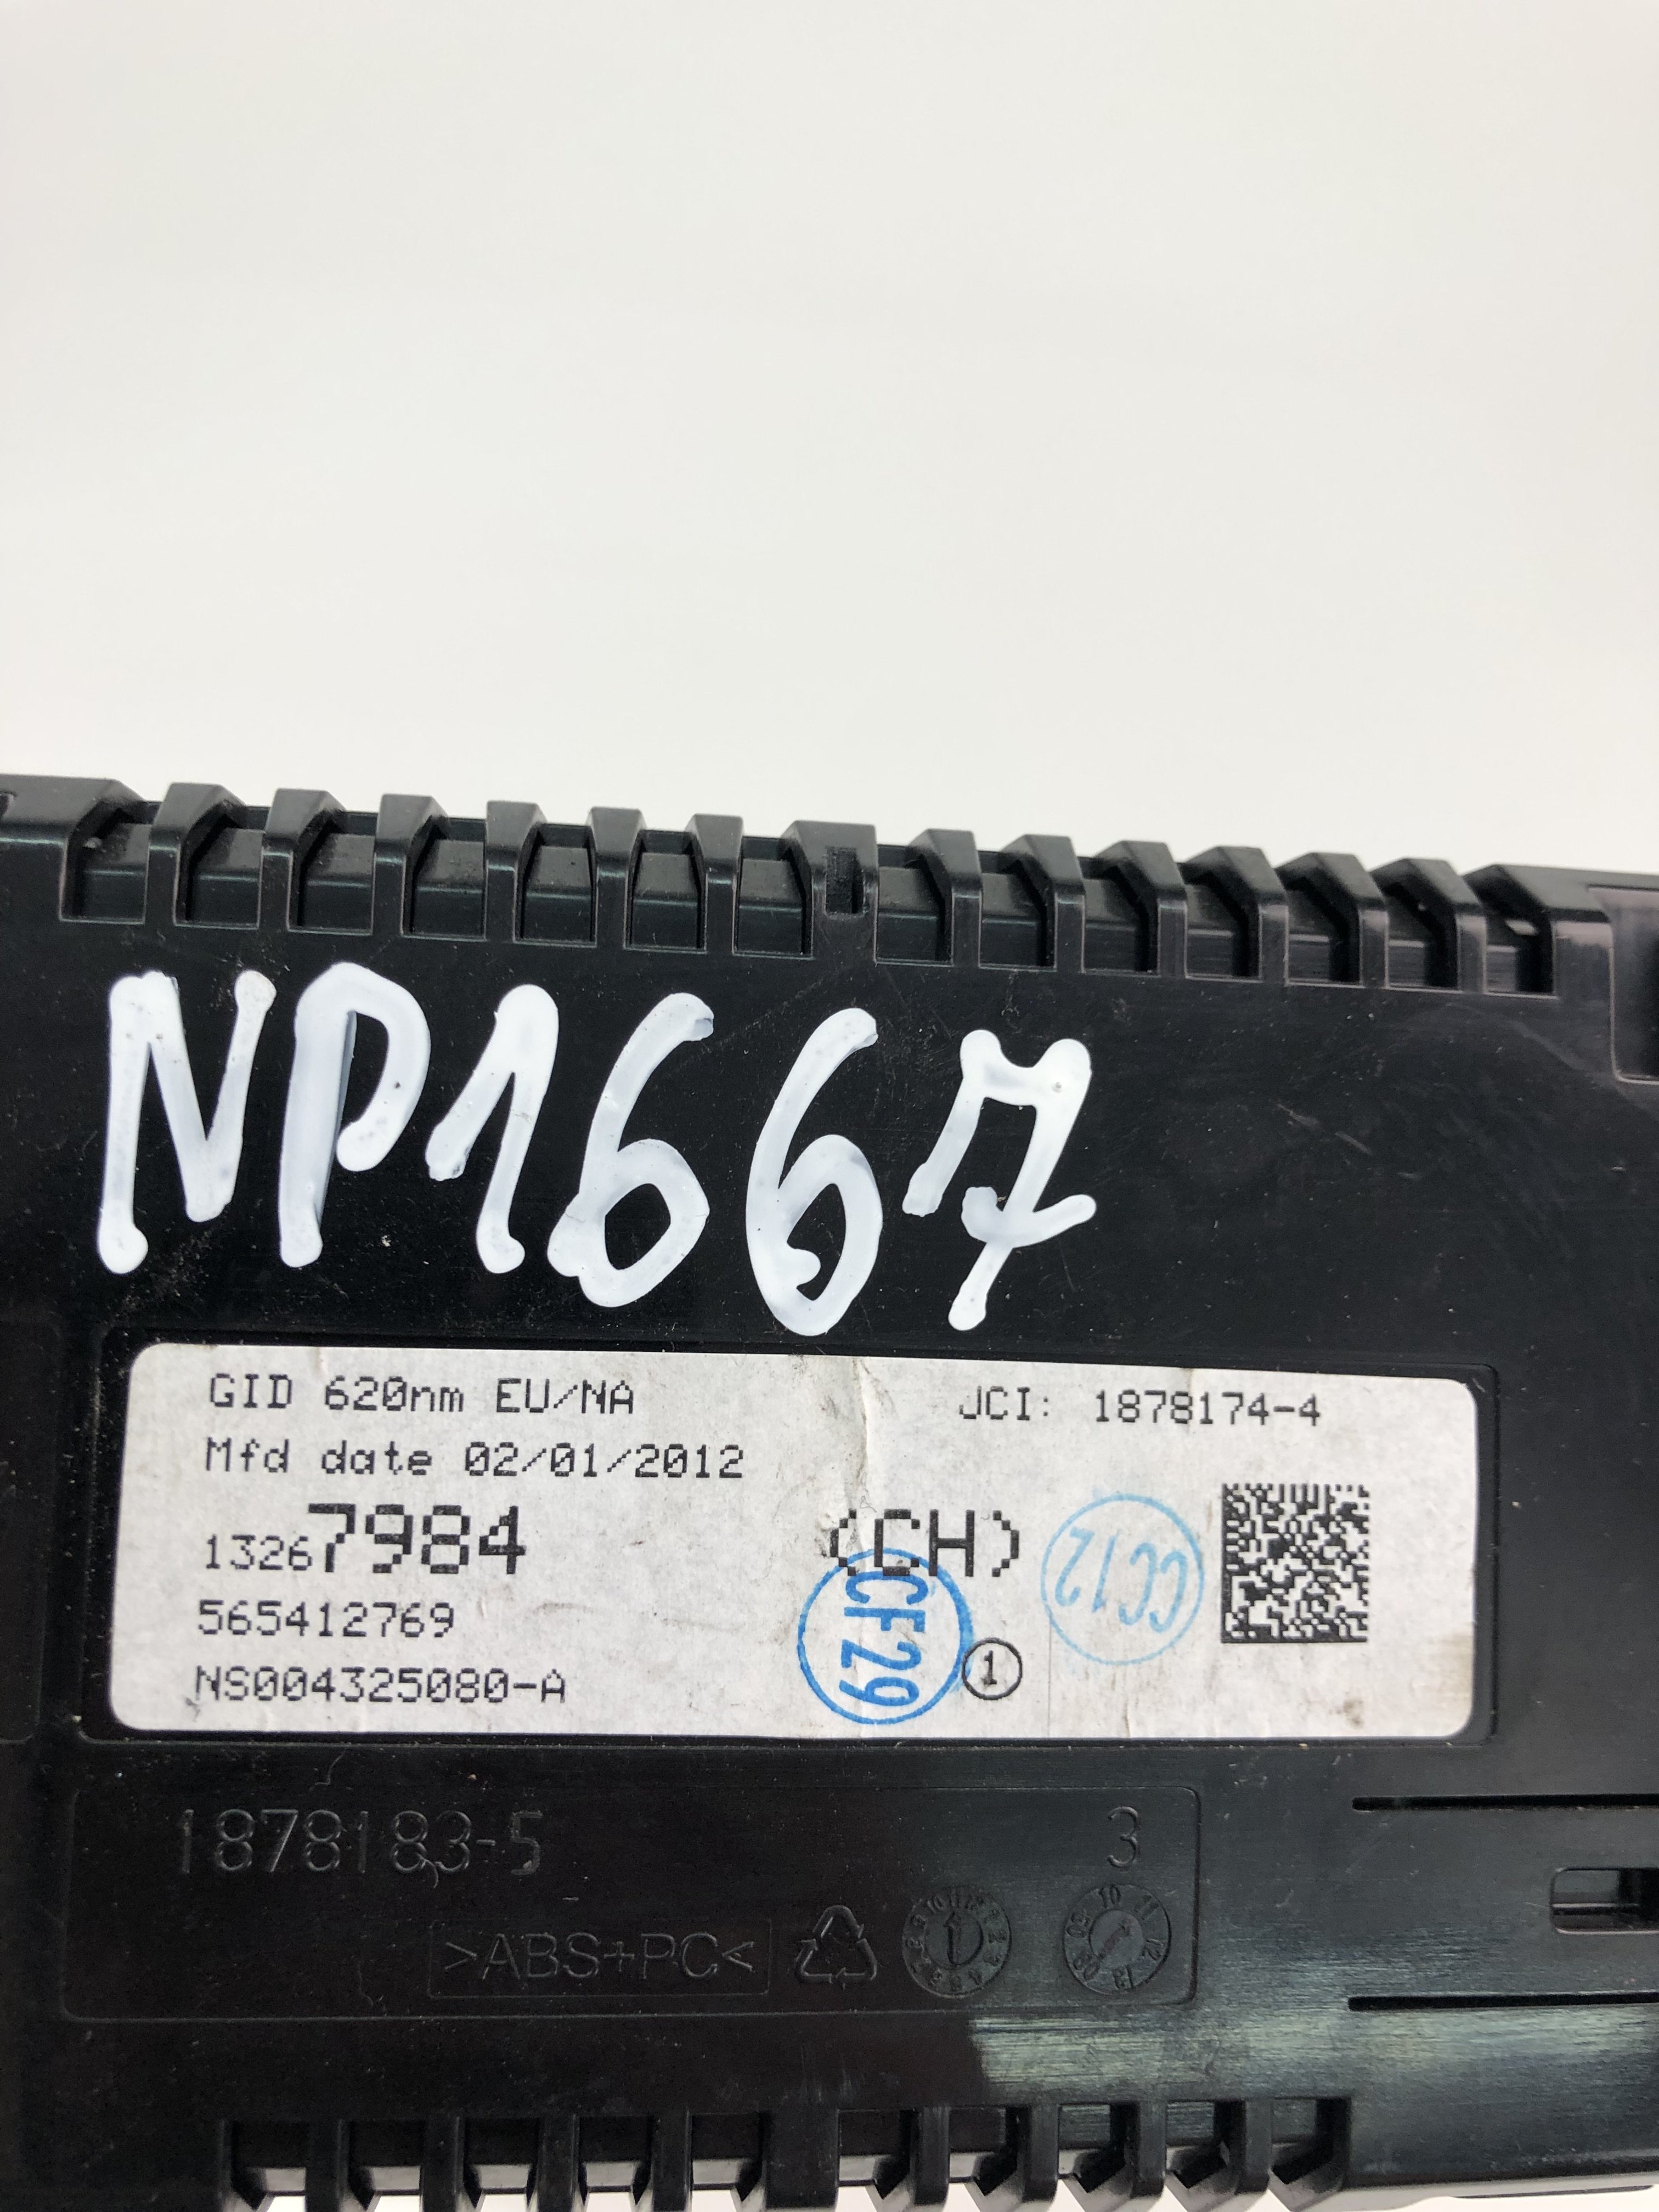 NP1667
GID 620nm EU/NA
JCI: 1878174-4
Mfd date 02/01/2012
13267984
(CH)
CC12
565412769
CF29
NS004325080-A
1
1878183-5
3
>ABS+PC<